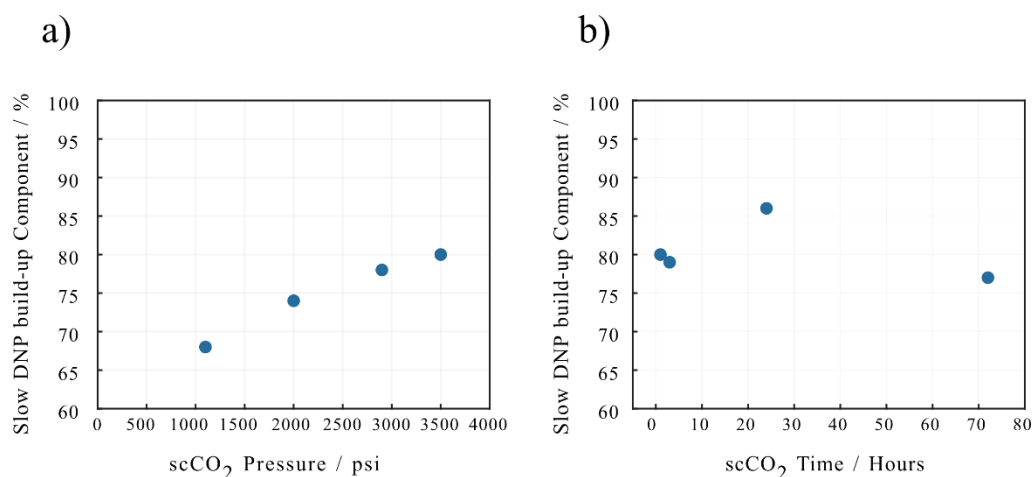 a)
Slow DNP build-up Component / %
100
95
90
85
80
75
70
65
60
0 500 1000 1500 2000 2500 3000 3500 4000
scCO₂ Pressure / psi
b)
Slow DNP build-up Component / %
100
95
90
85
80
75
70
65
60
0 10 20 30 40 50 60 70 80
scCO₂ Time / Hours